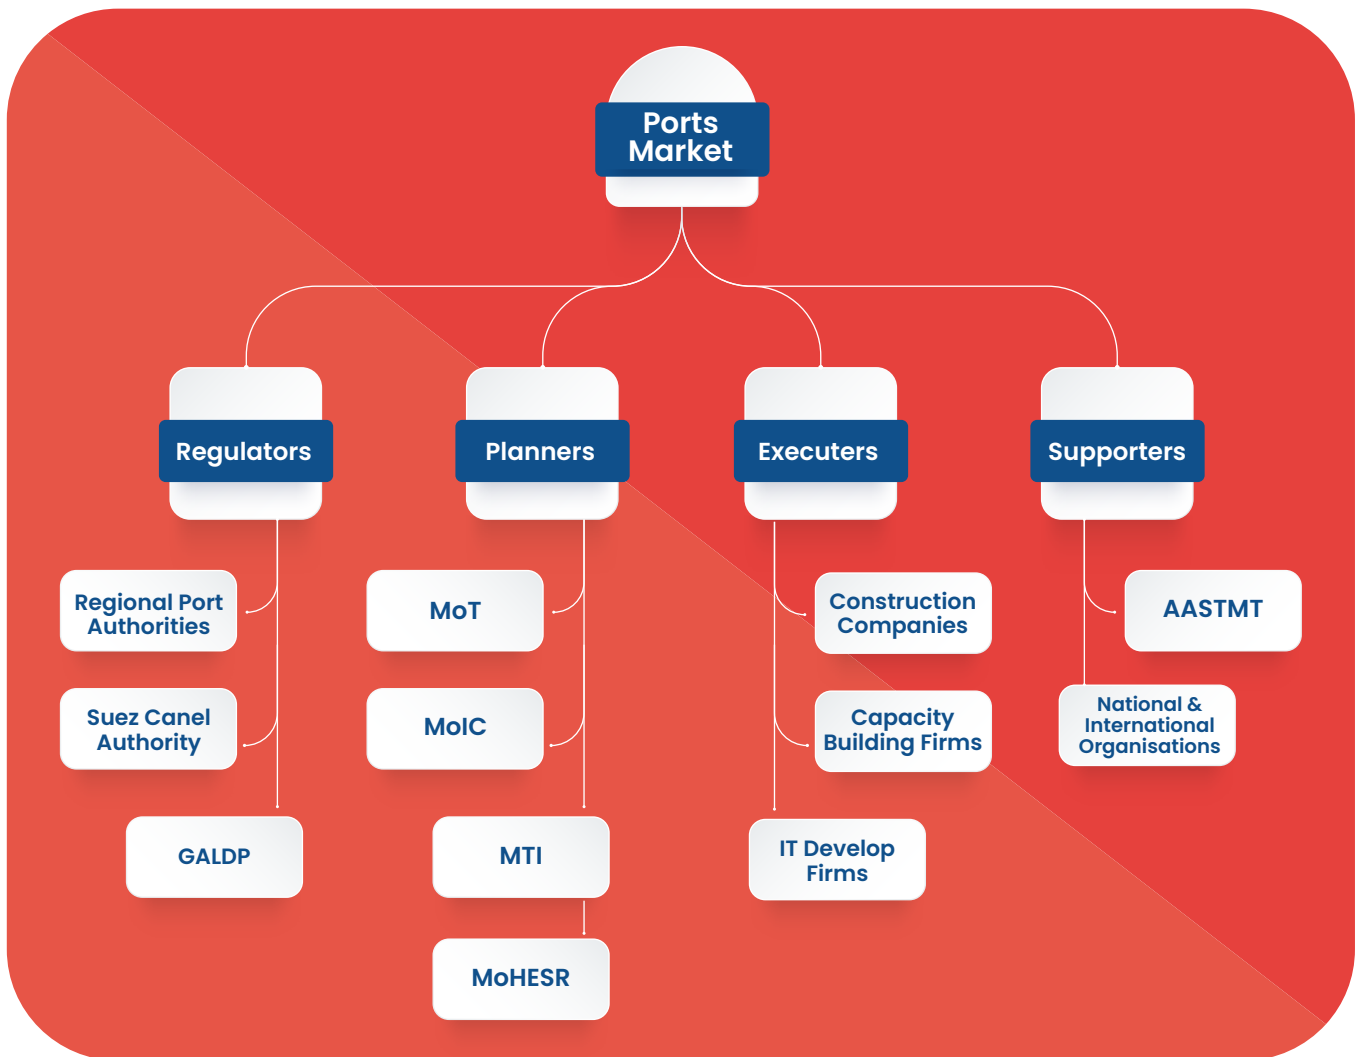 Ports
Market
Regulators
Planners
Executers
Supporters
Regional Port
Authorities
Suez Canel
Authority
GALDP
MoT
MoIC
MTI
MoHESR
Construction
Companies
Capacity
Building Firms
IT Develop
Firms
AASTMT
National &
International
Organisations